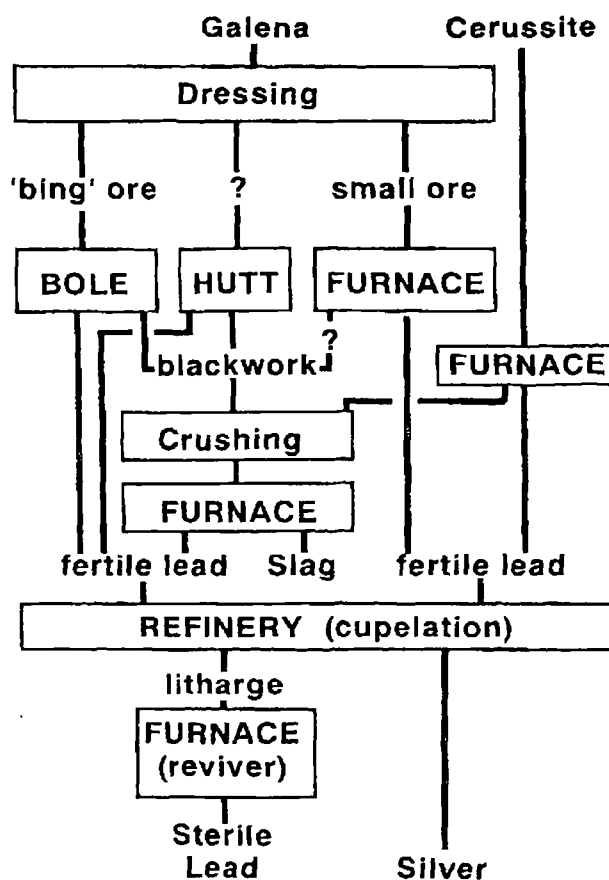 Galena Cerussite
Dressing
'bing' ore ? small ore
BOLE HUTT FURNACE
?
blackwork FURNACE
Crushing
FURNACE
fertile lead Slag fertile lead
REFINERY (cupelation)
litharge
FURNACE
(reviver)
Sterile
Lead Silver